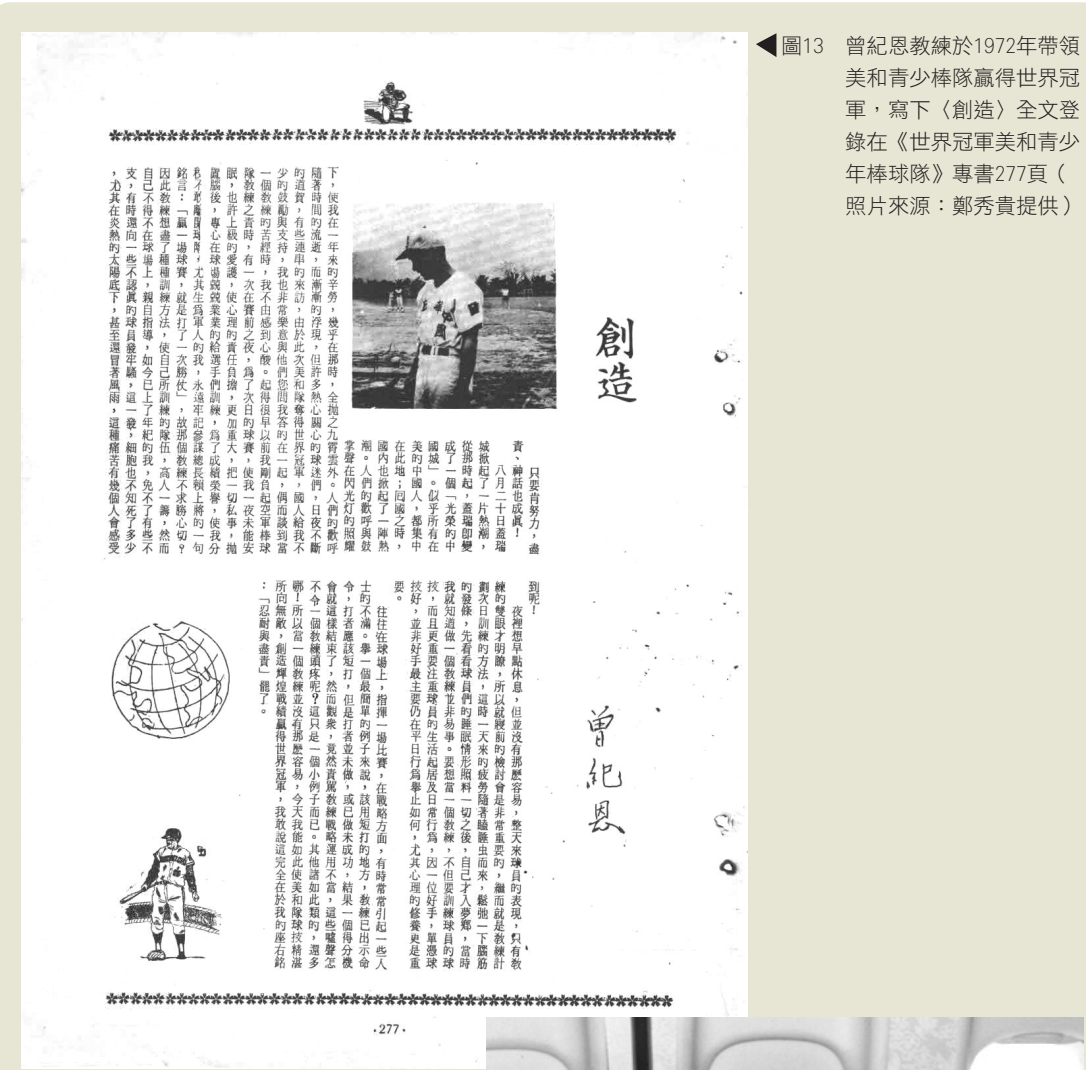 ◀圖13　曾紀恩教練於1972年帶領
美和青少棒隊贏得世界冠
軍，寫下〈創造〉全文登
錄在《世界冠軍美和青少
年棒球隊》專書277頁（
照片來源：鄭秀貴提供）
創造
曾紀恩
只要肯努力，盡
責、神話也成眞！
八月二十日蓋瑞
城掀起了一片熱潮，
從那時起，蓋瑞卽變
成了一個「光榮的中
國城」。似乎所有在
美的中國人，都集中
在此地；囘國之時，
國內也掀起了一陣熱
潮。人們的歡呼與鼓
掌聲在閃光灯的照耀
下，使我在一年來的辛勞，幾乎在那時，全拋之九霄雲外。人們的歡呼
隨著時間的流逝，而漸漸的浮現，但許多熱心關心的球迷們，日夜不斷
的道賀，有些連串的來訪，由於此次美和隊奪得世界冠軍，國人給我不
少的鼓勵與支持，我也非常樂意與他們您問我答的在一起，偶而談到當
一個教練的苦經時，我不由感到心酸。起得很早以前我剛負起空軍棒球
隊教練之責時，有一次在賽前之夜，爲了次日的球賽，使我一夜未能安
眠，也許上級的愛護，使心理的責任負擔，更加重大，把一切私事，拋
置腦後，專心在球場兢兢業業的給選手們訓練，爲了成績榮譽，使我分
秒不敢，尤其生爲軍人的我，永遠牢記參謀總長賴上將的一句
銘言：「贏一場球賽，就是打了一次勝仗」，故那個教練不求勝心切？
因此教練想盡了種種訓練方法，使自己所訓練的隊伍，高人一籌，然而
自己不得不在球場上，親自指導，如今已上了年紀的我，免不了有些不
支，有時還向一些不認眞的球員發牢騷，這一發，細胞也不知死了多少
，尤其在炎熱的太陽底下，甚至還冒著風雨，這種痛苦有幾個人會感受
到呢！
夜裡想早點休息，但並沒有那麽容易，整天來球員的表現，只有教
練的雙眼才明瞭，所以就寢前的檢討會是非常重要的，繼而就是教練計
劃次日訓練的方法，這時一天來的疲勞隨著瞌睡虫而來，鬆弛一下腦筋
的發條，先看看球員們的睡眠情形照料一切之後，自己才入夢鄉，當時
我就知道做一個教練並非易事。要想當一個教練，不但要訓練球員的球
技，而且更重要注重球員的生活起居及日常行爲，因一位好手，單憑球
技好，並非好手最主要仍在平日行爲舉止如何，尤其心理的修養更是重
要。
往往在球場上，指揮一場比賽，在戰略方面，有時常常引起一些人
士的不滿。擧一個最簡單的例子來說，該用短打的地方，教練已出示命
令，打者應該短打，但是打者並未做，或已做未成功，結果一個得分機
會就這樣結束了，然而觀衆，竟然責罵教練戰略運用不當，這些噓聲怎
不令一個教練頭疼呢？這只是一個小例子而已。其他諸如此類的，還多
哪！所以當一個教練並沒有那麽容易，今天我能如此使美和隊球技精湛
所向無敵，創造輝煌戰績贏得世界冠軍，我敢說這完全在於我的座右銘
：「忍耐與盡責」罷了。
·277·